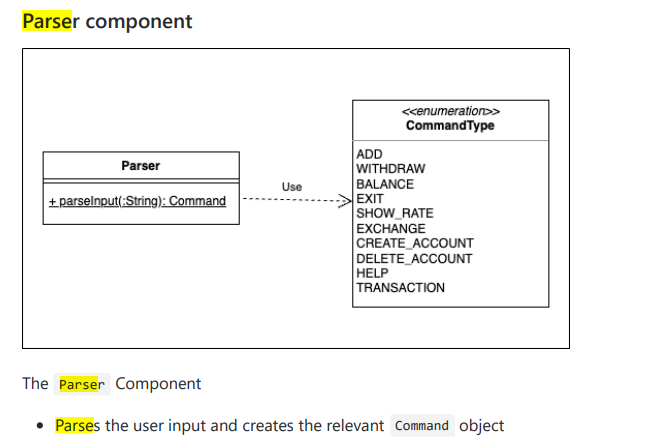 Parser component
<<enumeration>>
CommandType
Parser
+ parseInput(:String): Command
Use
ADD
WITHDRAW
BALANCE
EXIT
SHOW_RATE
EXCHANGE
CREATE_ACCOUNT
DELETE_ACCOUNT
HELP
TRANSACTION
The Parser Component
• Parses the user input and creates the relevant Command object